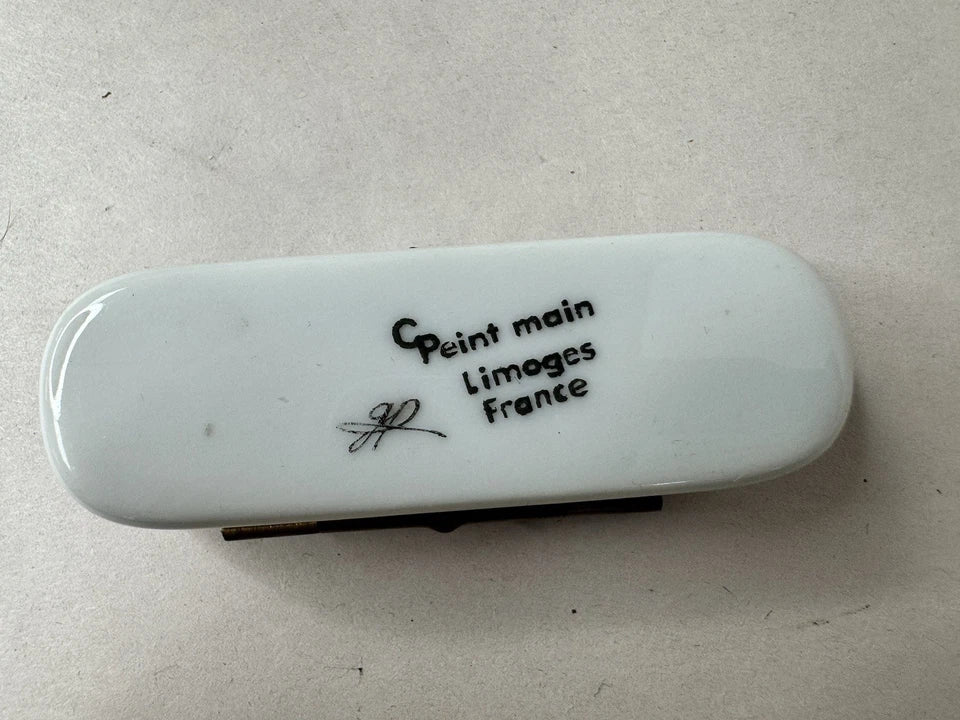 CPeint main
Limoges
France